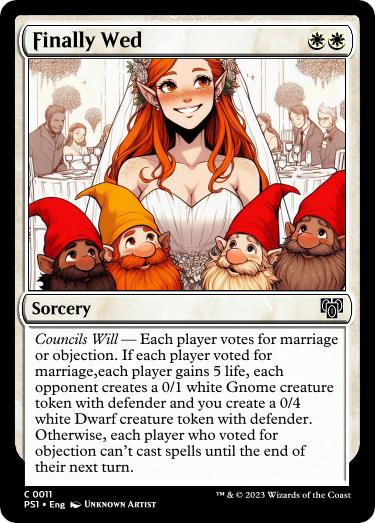 Finally Wed
Sorcery
Councils Will — Each player votes for marriage
or objection. If each player voted for
marriage,each player gains 5 life, each
opponent creates a 0/1 white Gnome creature
token with defender and you create a 0/4
white Dwarf creature token with defender.
Otherwise, each player who voted for
objection can't cast spells until the end of
their next turn.
C 0011
PS1 • Eng Unknown Artist
™ & © 2023 Wizards of the Coast